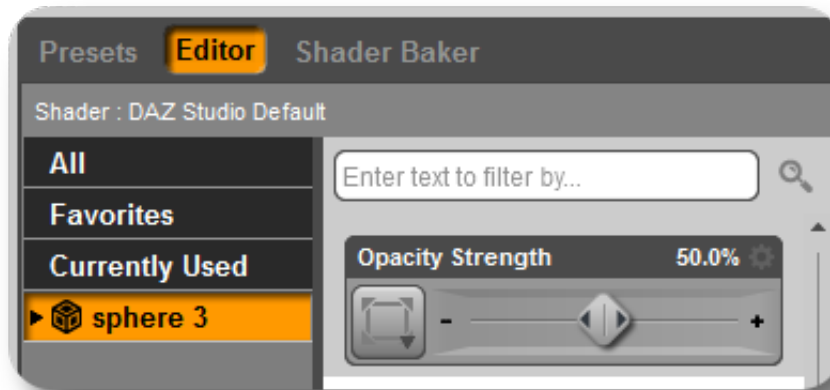 Presets Editor Shader Baker
Shader : DAZ Studio Default
All
Favorites
Currently Used
sphere 3
Enter text to filter by...
Opacity Strength 50.0%
- +